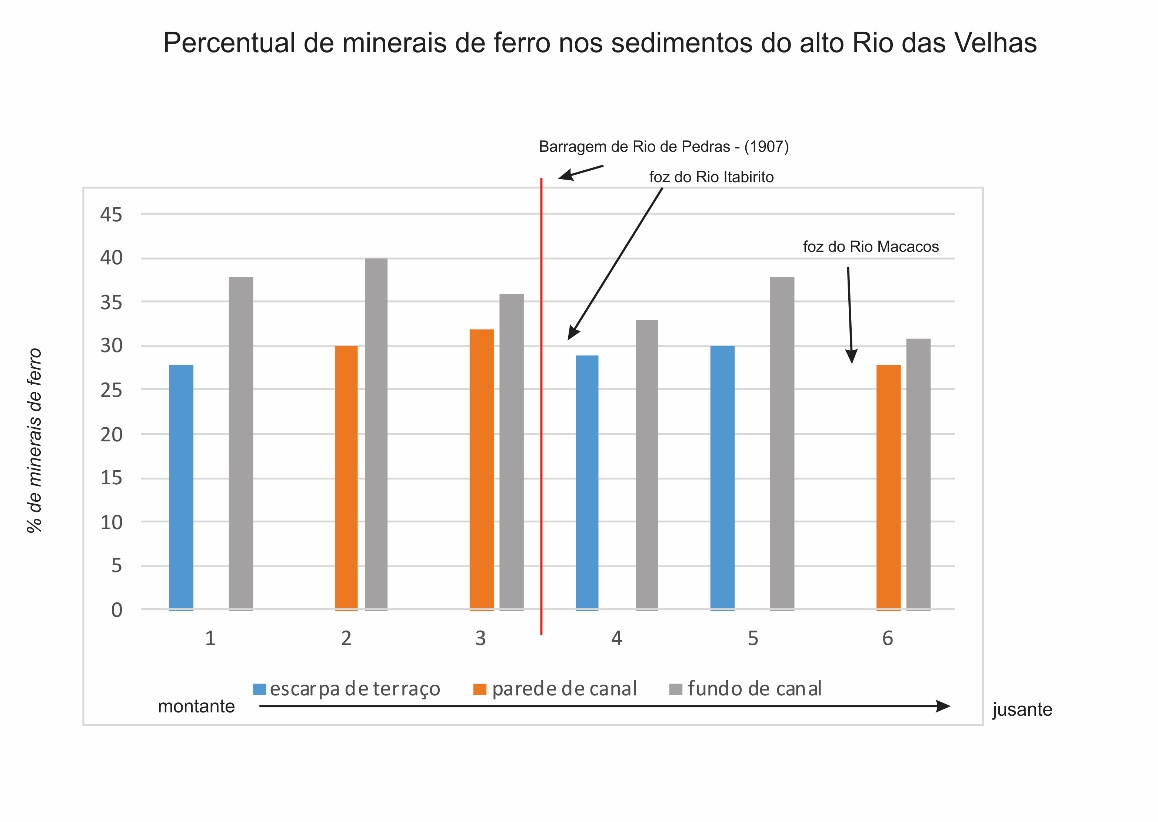 Percentual de minerais de ferro nos sedimentos do alto Rio das Velhas
Barragem de Rio de Pedras - (1907)
foz do Rio Itabirito
foz do Rio Macacos
% de minerais de ferro
45
40
35
30
25
20
15
10
5
0
1 2 3 4 5 6
escarpa de terraço parede de canal fundo de canal
montante jusante